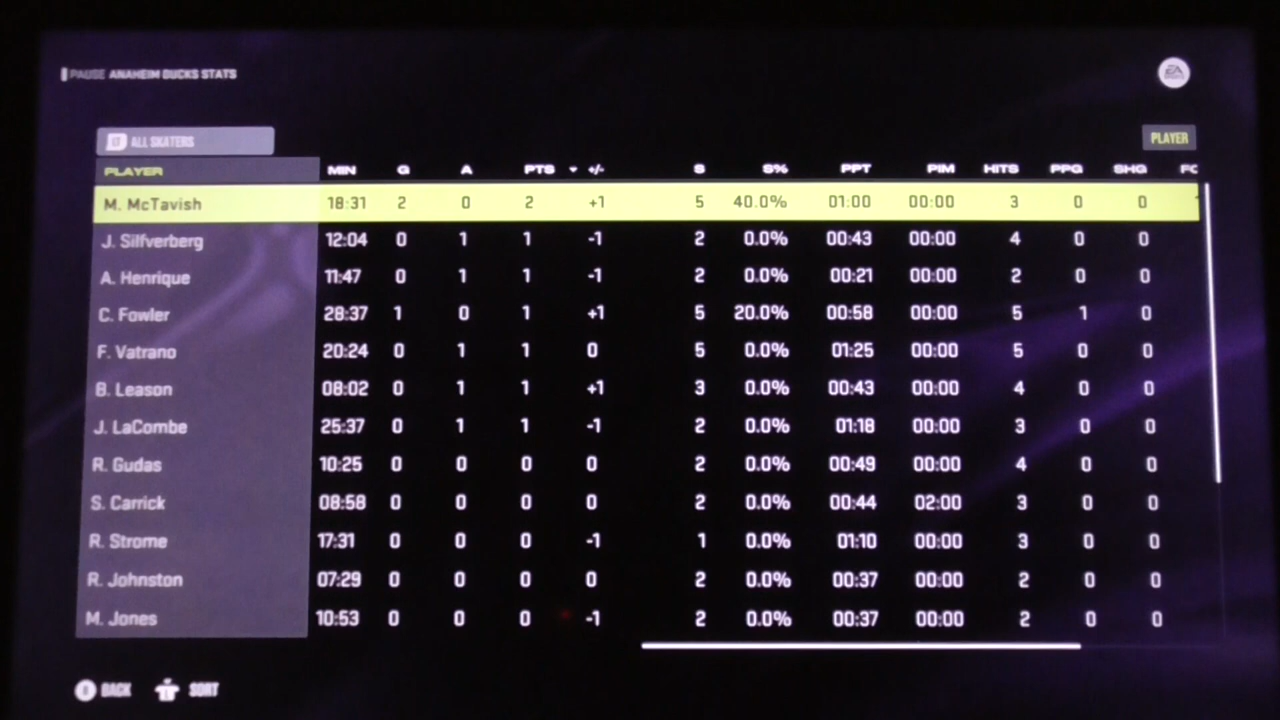 PAUSE ANAHEIM DUCKS STATS
EA SPORTS
LT ALL SKATERS
PLAYER
PLAYER MIN G A PTS +/- S S% PPT PIM HITS PPG SHG
M. McTavish 18:31 2 0 2 +1 5 40.0% 01:00 00:00 3 0 0
J. Silfverberg 12:04 0 1 1 -1 2 0.0% 00:43 00:00 4 0 0
A. Henrique 11:47 0 1 1 -1 2 0.0% 00:21 00:00 2 0 0
C. Fowler 28:37 1 0 1 +1 5 20.0% 00:58 00:00 5 1 0
F. Vatrano 20:24 0 1 1 0 5 0.0% 01:25 00:00 5 0 0
B. Leason 08:02 0 1 1 +1 3 0.0% 00:43 00:00 4 0 0
J. LaCombe 25:37 0 1 1 -1 2 0.0% 01:18 00:00 3 0 0
R. Gudas 10:25 0 0 0 0 2 0.0% 00:49 00:00 4 0 0
S. Carrick 08:58 0 0 0 0 2 0.0% 00:44 02:00 3 0 0
R. Strome 17:31 0 0 0 -1 1 0.0% 01:10 00:00 3 0 0
R. Johnston 07:29 0 0 0 0 2 0.0% 00:37 00:00 2 0 0
M. Jones 10:53 0 0 0 -1 2 0.0% 00:37 00:00 2 0 0
BACK SORT